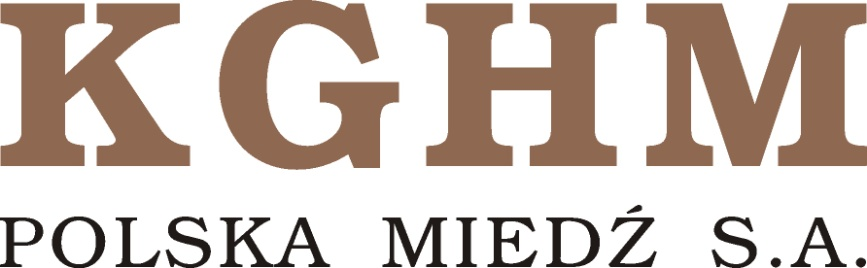 KGHM
POLSKA MIEDŹ S.A.